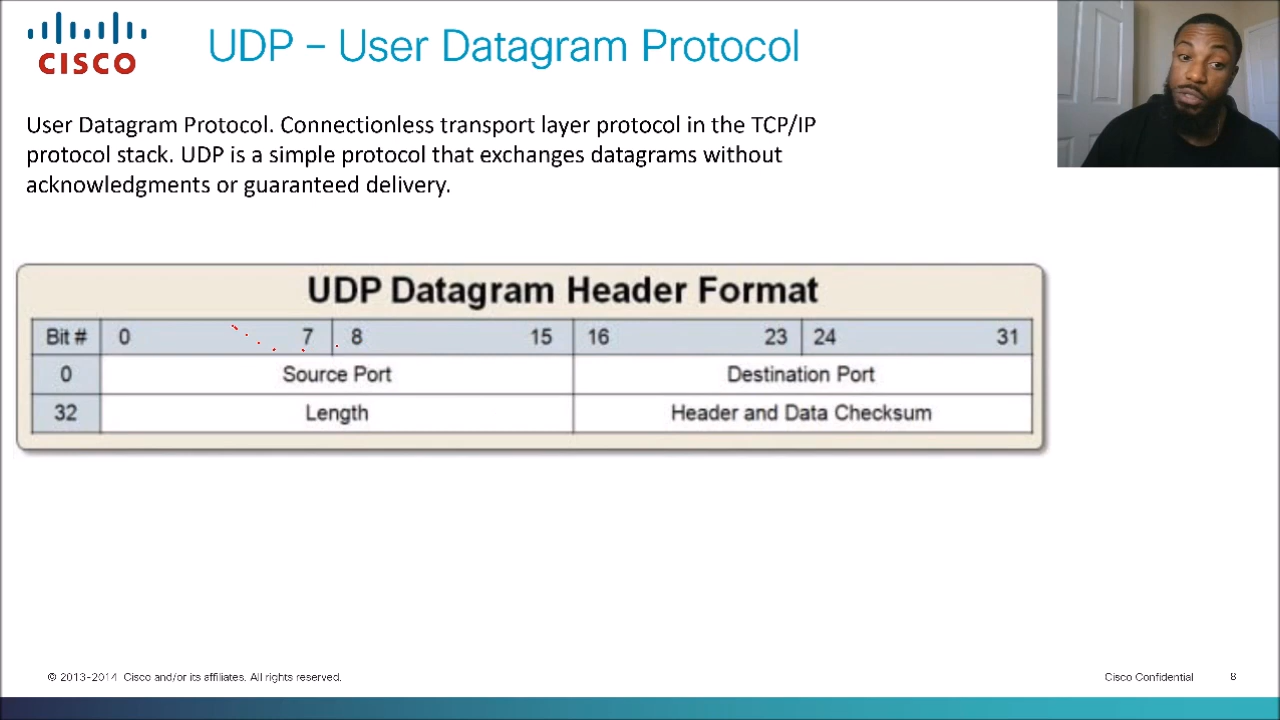 CISCO
UDP – User Datagram Protocol
User Datagram Protocol. Connectionless transport layer protocol in the TCP/IP
protocol stack. UDP is a simple protocol that exchanges datagrams without
acknowledgments or guaranteed delivery.
UDP Datagram Header Format
Bit # 0 7 8 15 16 23 24 31
0 Source Port Destination Port
32 Length Header and Data Checksum
© 2013-2014 Cisco and/or its affiliates. All rights reserved. Cisco Confidential 8